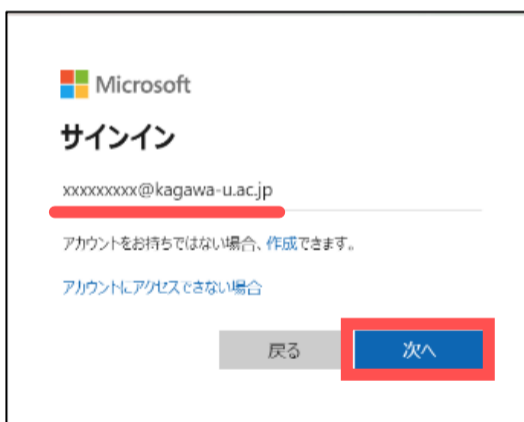 Microsoft
サインイン
xxxxxxxxx@kagawa-u.ac.jp
アカウントをお持ちではない場合、作成できます。
アカウントにアクセスできない場合
戻る
次へ